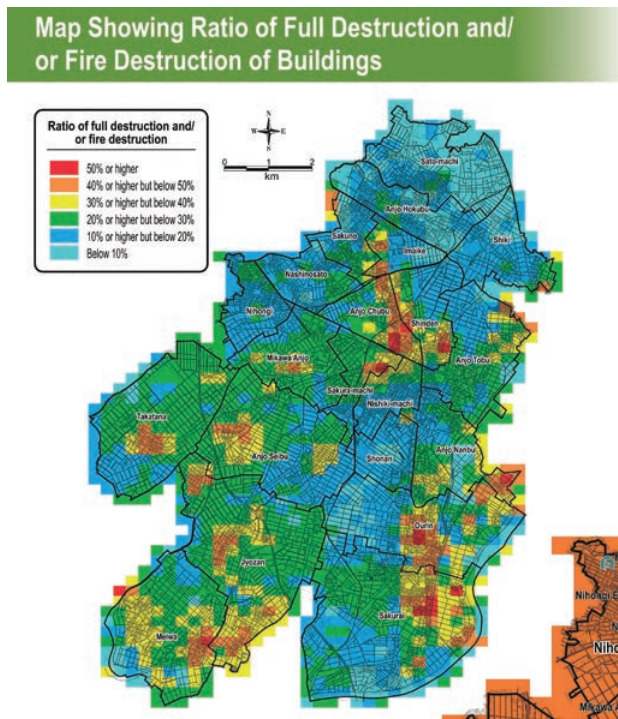 Map Showing Ratio of Full Destruction and/
or Fire Destruction of Buildings
Ratio of full destruction and/
or fire destruction
50% or higher
40% or higher but below 50%
30% or higher but below 40%
20% or higher but below 30%
10% or higher but below 20%
Below 10%
N
W E
S
0 1 2
km
Sato-machi
Anjo Hokubu
Sakuno
Imaike
Shiki
Nashinosato
Nihongi
Anjo Chubu
Shinden
Mikawa Anjo
Anjo Tobu
Sakura-machi
Nishiki-machi
Takatana
Anjo Seibu
Shonan
Anjo Nanbu
Ourin
Jyozan
Sakurai
Meiwa
Nihongi E
Niho
Mikawa A